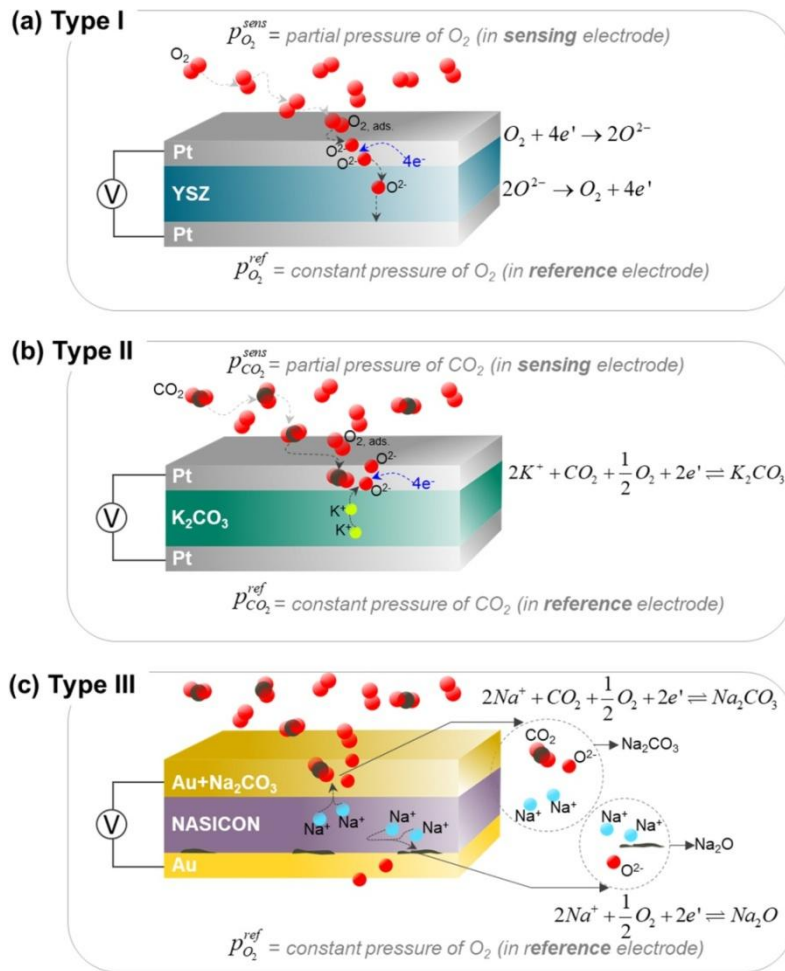 (a) Type I
p_{O_2}^{sens} = partial pressure of O₂ (in sensing electrode)
O₂
O₂, ads.
O₂ + 4e' → 2O²⁻
Pt
O²⁻
O²⁻
4e⁻
V
YSZ
O²⁻
2O²⁻ → O₂ + 4e'
Pt
p_{O_2}^{ref} = constant pressure of O₂ (in reference electrode)
(b) Type II
p_{CO_2}^{sens} = partial pressure of CO₂ (in sensing electrode)
CO₂
O₂, ads.
O²⁻
Pt
2K⁺ + CO₂ + 1/2 O₂ + 2e' ⇌ K₂CO₃
O²⁻
4e⁻
V
K₂CO₃
K⁺
K⁺
Pt
p_{CO_2}^{ref} = constant pressure of CO₂ (in reference electrode)
(c) Type III
2Na⁺ + CO₂ + 1/2 O₂ + 2e' ⇌ Na₂CO₃
CO₂
O²⁻
Na₂CO₃
Au+Na₂CO₃
V
NASICON
Na⁺
Na⁺
Na⁺
Na⁺
Na⁺
Na⁺
Na⁺
Na⁺
Na₂O
O²⁻
Au
2Na⁺ + 1/2 O₂ + 2e' ⇌ Na₂O
p_{O_2}^{ref} = constant pressure of O₂ (in reference electrode)